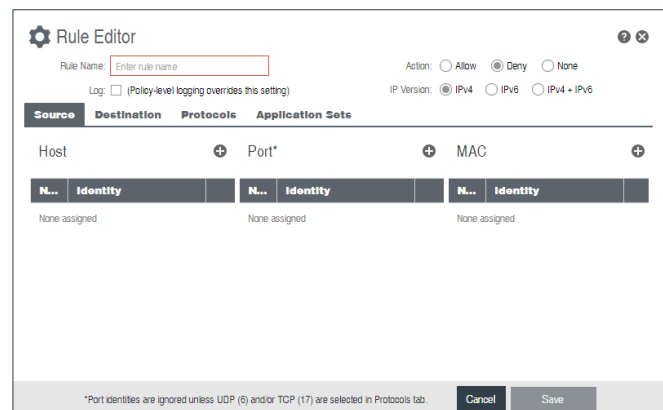 Rule Editor
Rule Name: Enter rule name
Action: Allow Deny None
Log: (Policy-level logging overrides this setting)
IP Version: IPv4 IPv6 IPv4 + IPv6
Source Destination Protocols Application Sets
Host Port* MAC
N... Identity N... Identity N... Identity
None assigned None assigned None assigned
*Port identities are ignored unless UDP (6) and/or TCP (17) are selected in Protocols tab.
Cancel Save